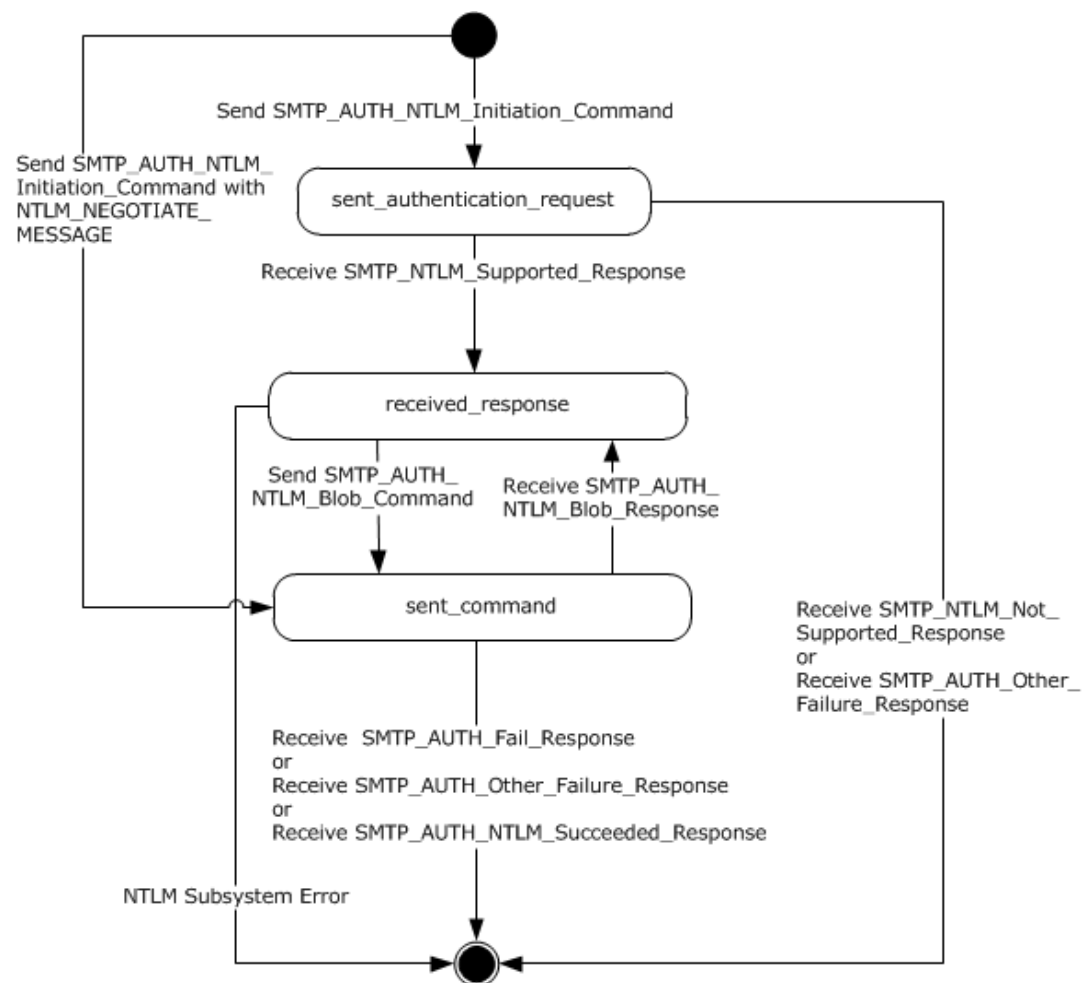 Send SMTP_AUTH_NTLM_Initiation_Command
Send SMTP_AUTH_NTLM_
Initiation_Command with
NTLM_NEGOTIATE_
MESSAGE
sent_authentication_request
Receive SMTP_NTLM_Supported_Response
received_response
Send SMTP_AUTH_
NTLM_Blob_Command
Receive SMTP_AUTH_
NTLM_Blob_Response
sent_command
Receive SMTP_NTLM_Not_
Supported_Response
or
Receive SMTP_AUTH_Other_
Failure_Response
Receive  SMTP_AUTH_Fail_Response
or
Receive SMTP_AUTH_Other_Failure_Response
or
Receive SMTP_AUTH_NTLM_Succeeded_Response
NTLM Subsystem Error